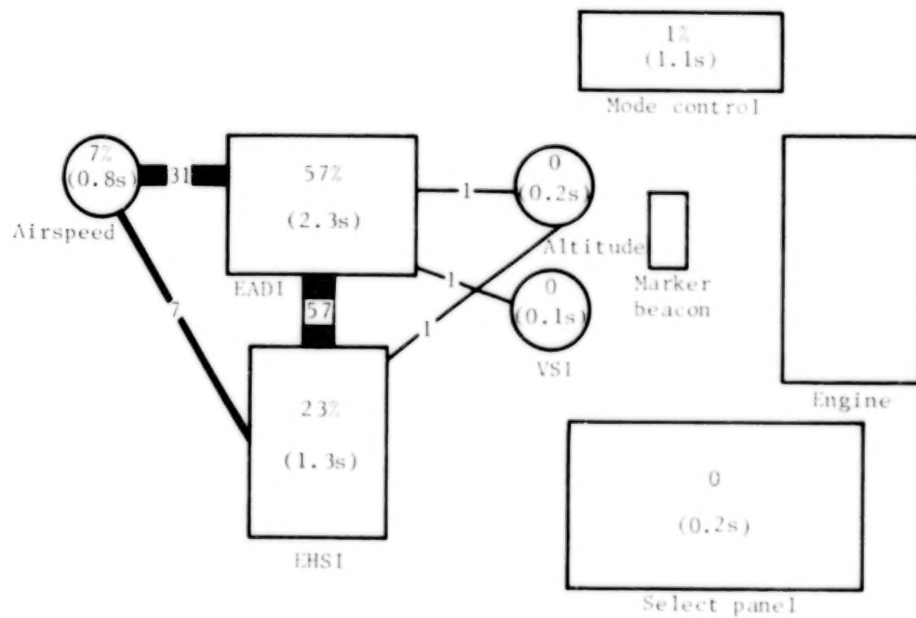 1%
(1.1s)
Mode control
7%
(0.8s)
Airspeed
31
57%
(2.3s)
EADI
1
0
(0.2s)
Altitude
1
0
(0.1s)
VSI
Marker
beacon
Engine
57
7
1
23%
(1.3s)
EHSI
0
(0.2s)
Select panel